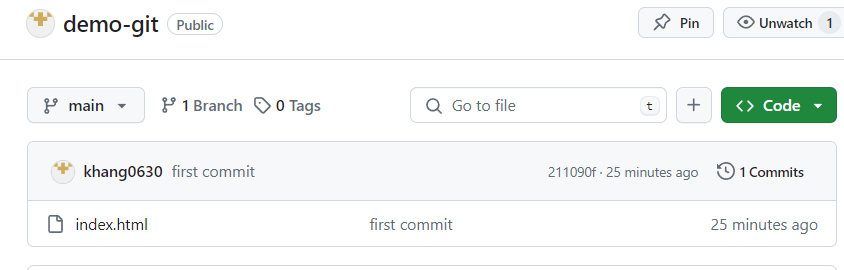 demo-git Public Pin Unwatch 1
main 1 Branch 0 Tags Go to file t Code
khang0630 first commit 211090f · 25 minutes ago 1 Commits
index.html first commit 25 minutes ago